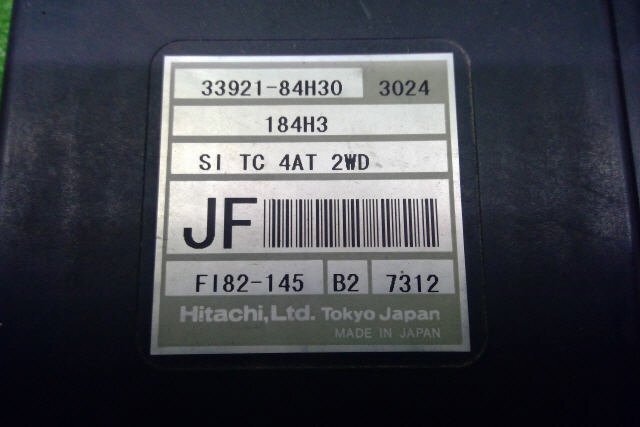 33921-84H30 3024
184H3
SI TC 4AT 2WD
JF
FI82-145 B2 7312
Hitachi,Ltd. Tokyo Japan
MADE IN JAPAN